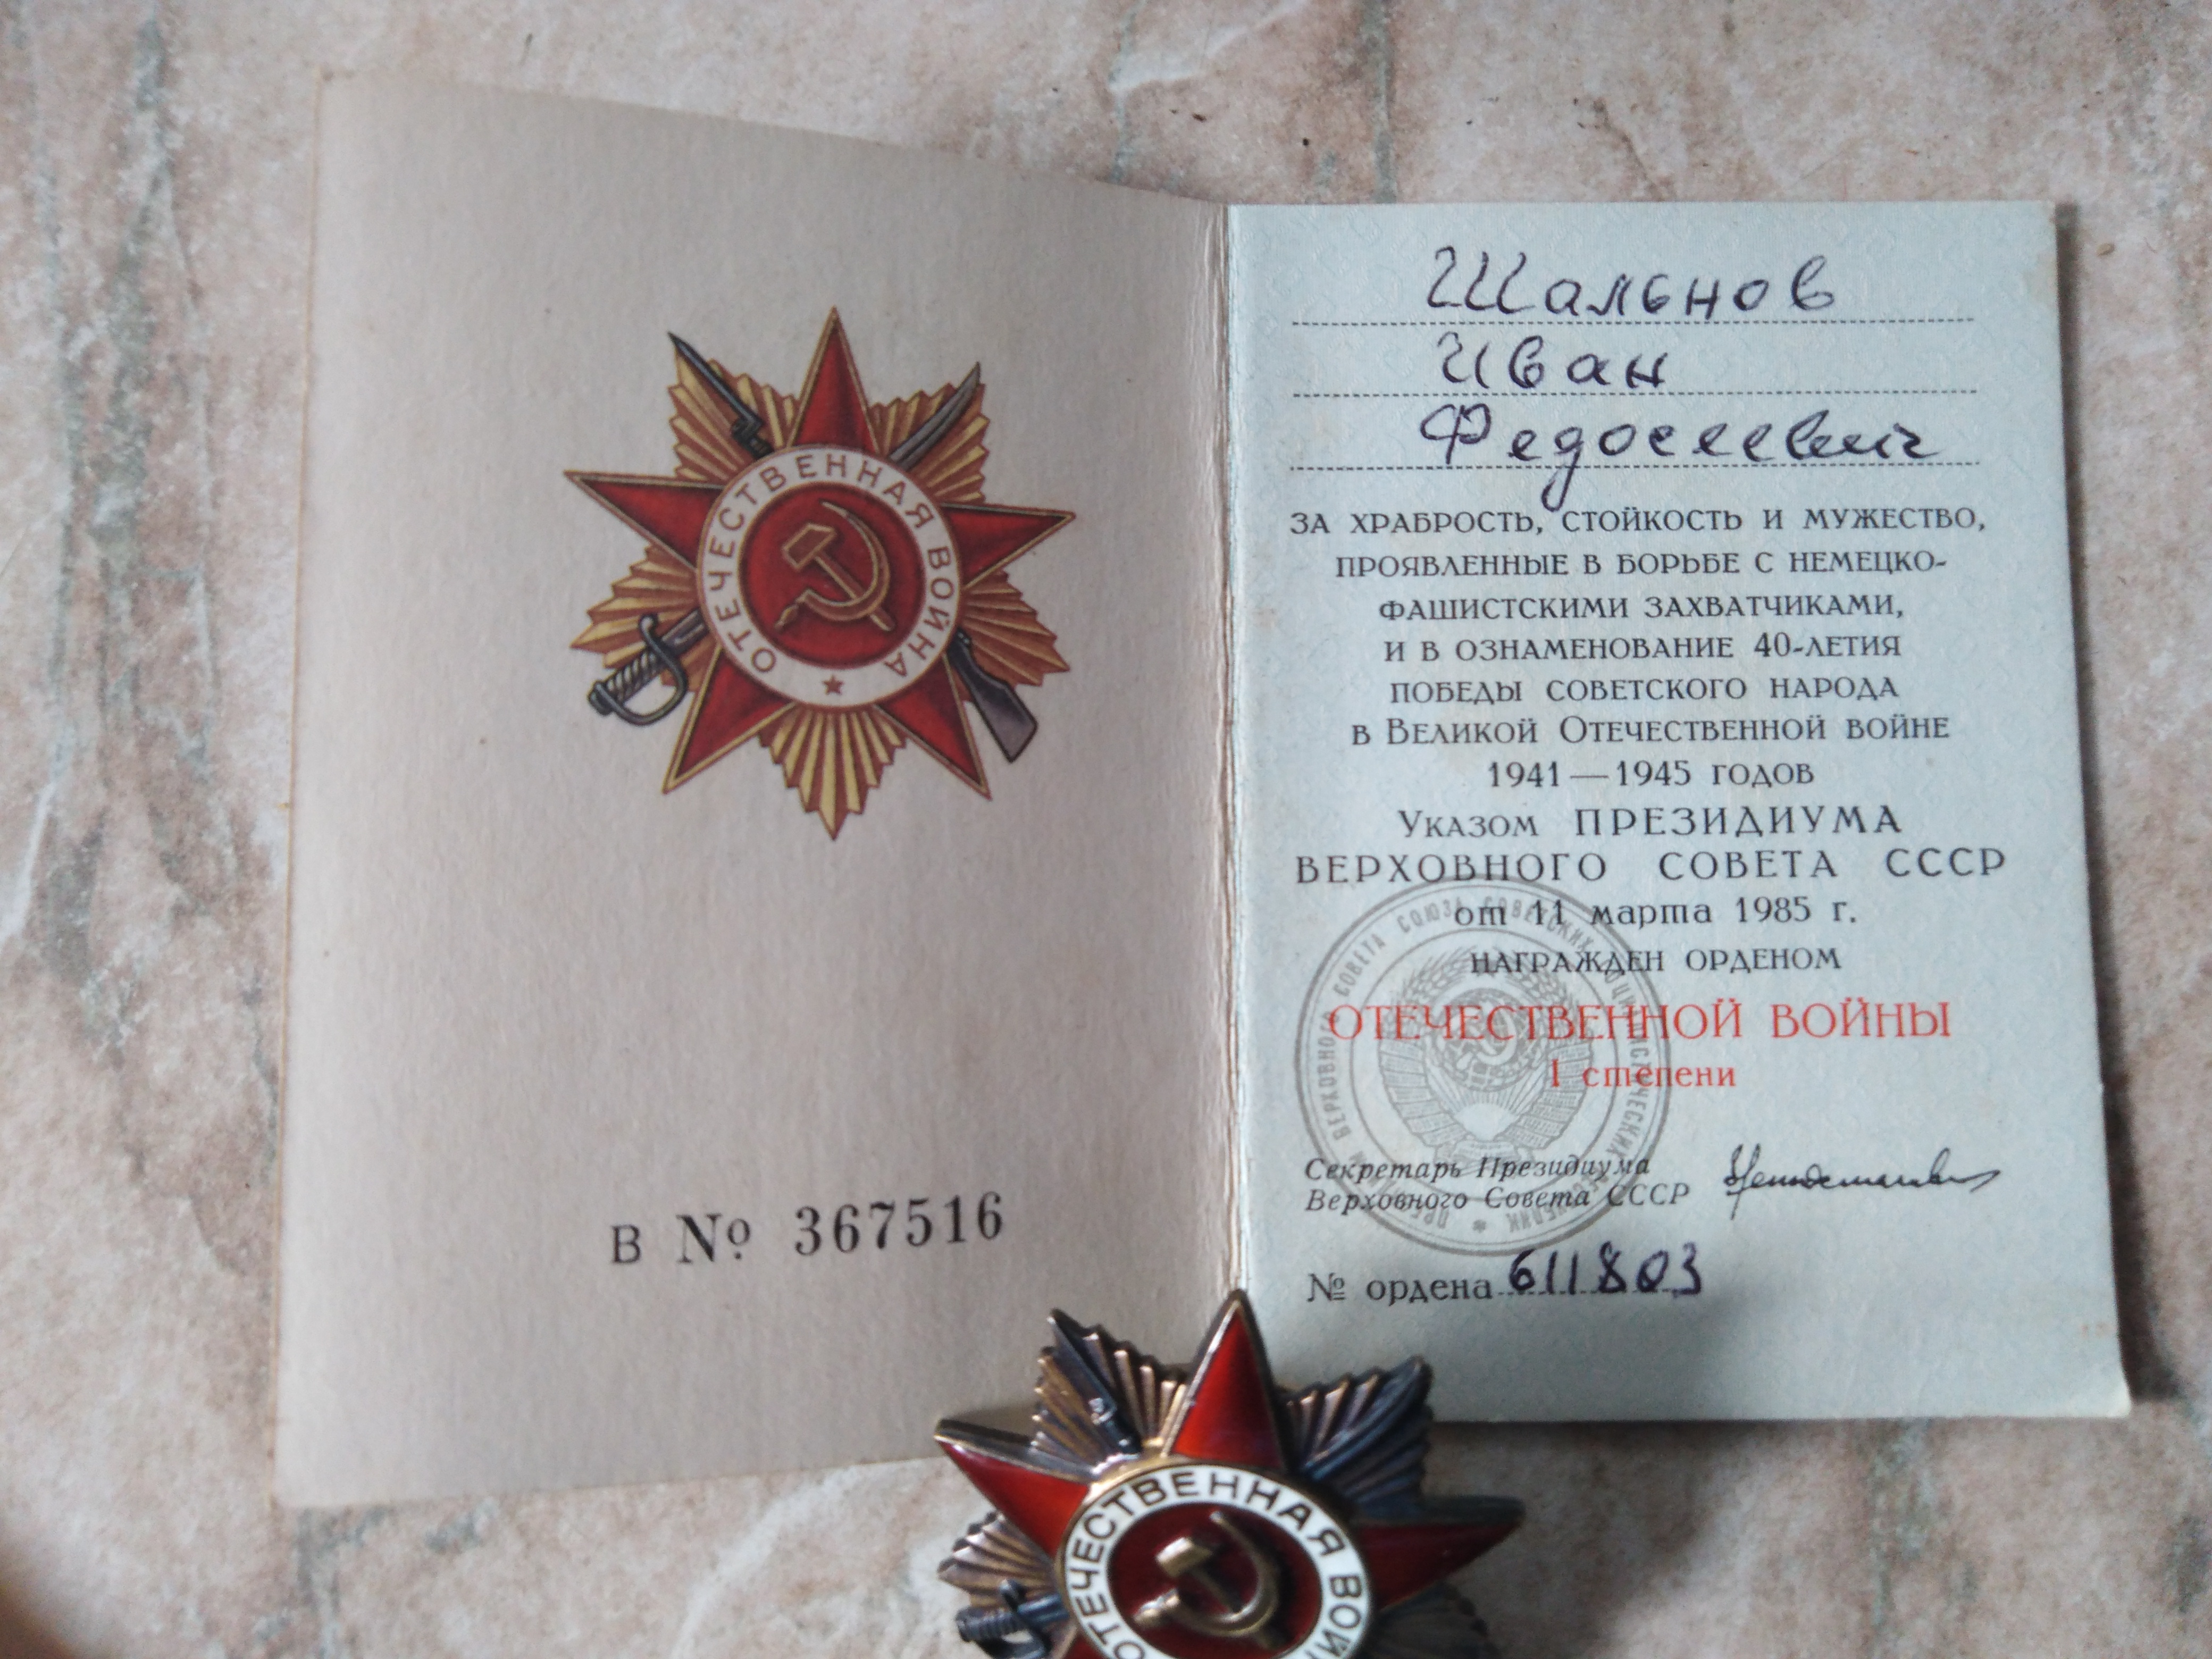 ОТЕЧЕСТВЕННАЯ ВОЙНА
В № 367516
Шальнов
Иван
Федосеевич
ЗА ХРАБРОСТЬ, СТОЙКОСТЬ И МУЖЕСТВО,
ПРОЯВЛЕННЫЕ В БОРЬБЕ С НЕМЕЦКО-
ФАШИСТСКИМИ ЗАХВАТЧИКАМИ,
И В ОЗНАМЕНОВАНИЕ 40-ЛЕТИЯ
ПОБЕДЫ СОВЕТСКОГО НАРОДА
В ВЕЛИКОЙ ОТЕЧЕСТВЕННОЙ ВОЙНЕ
1941—1945 ГОДОВ
УКАЗОМ ПРЕЗИДИУМА
ВЕРХОВНОГО СОВЕТА СССР
от 11 марта 1985 г.
НАГРАЖДЕН ОРДЕНОМ
ОТЕЧЕСТВЕННОЙ ВОЙНЫ
I степени
Секретарь Президиума
Верховного Совета СССР
№ ордена 611803
ОТЕЧЕСТВЕННАЯ ВОЙ